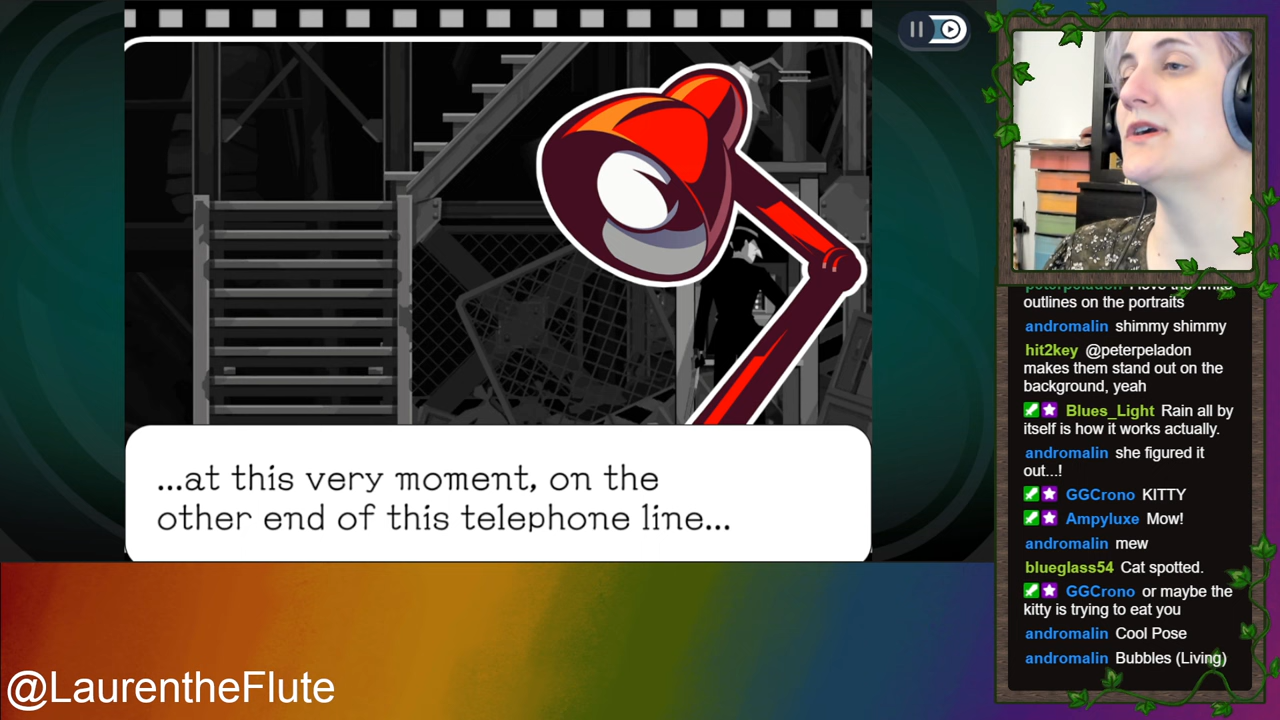 ...at this very moment, on the
other end of this telephone line...
@LaurentheFlute
outlines on the portraits
andromalin shimmy shimmy
hit2key @peterpeladon
makes them stand out on the
background, yeah
Blues_Light Rain all by
itself is how it works actually.
andromalin she figured it
out...!
GGCrono KITTY
Ampyluxe Mow!
andromalin mew
blueglass54 Cat spotted.
GGCrono or maybe the
kitty is trying to eat you
andromalin Cool Pose
andromalin Bubbles (Living)